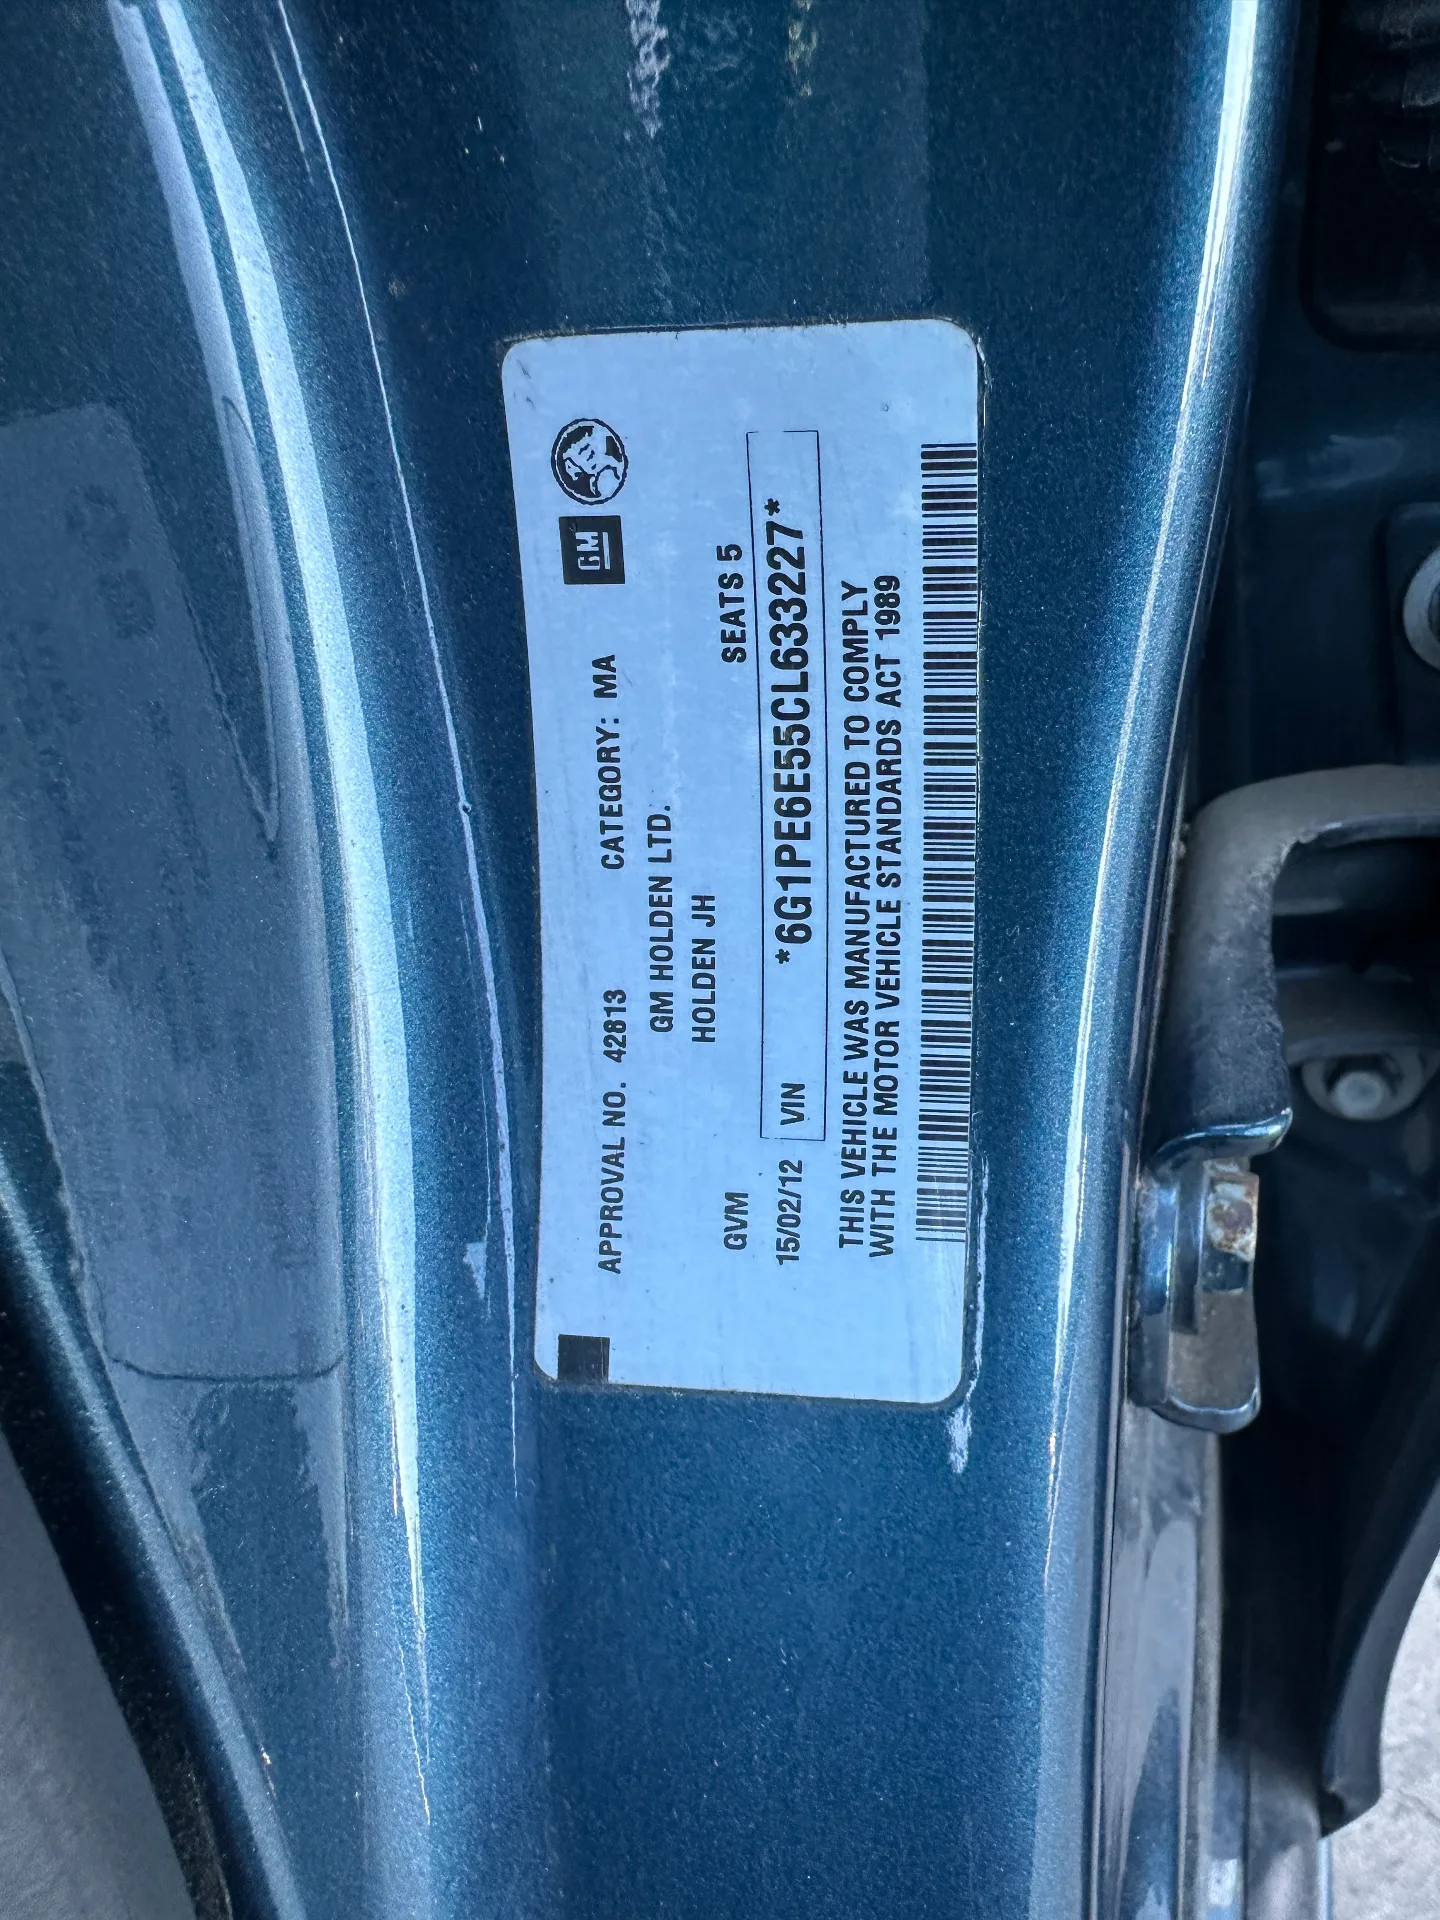 APPROVAL NO. 42813 CATEGORY: MA GM
GM HOLDEN LTD.
HOLDEN JH
GVM SEATS 5
15/02/12 VIN *6G1PE6E55CL633227*
THIS VEHICLE WAS MANUFACTURED TO COMPLY
WITH THE MOTOR VEHICLE STANDARDS ACT 1989